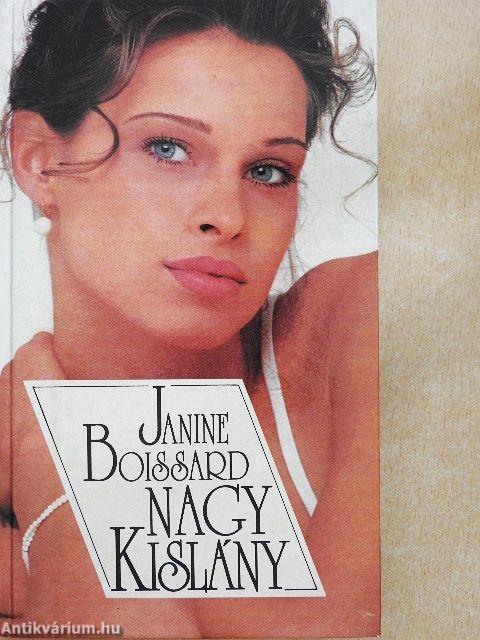 JANINE
BOISSARD
NAGY
KISLÁNY
Antikvárium.hu